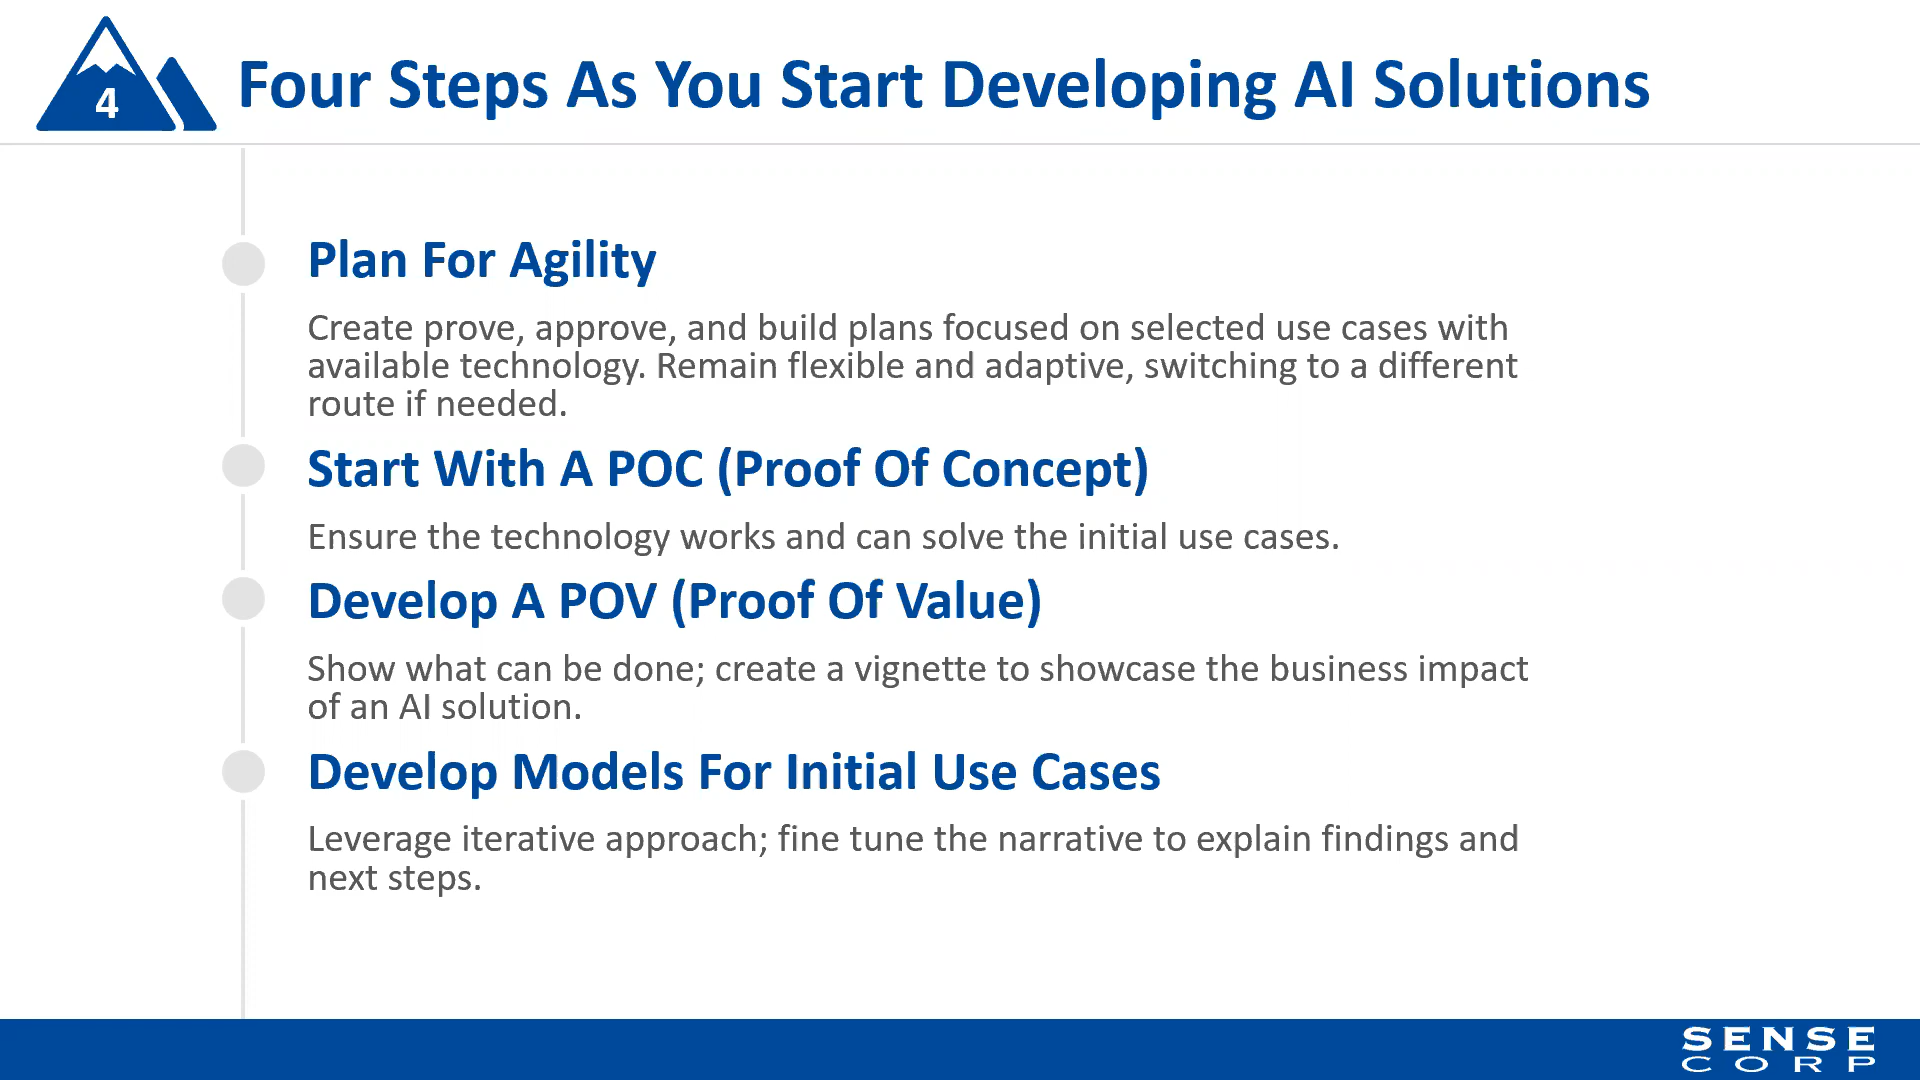 4
Four Steps As You Start Developing AI Solutions
Plan For Agility
Create prove, approve, and build plans focused on selected use cases with
available technology. Remain flexible and adaptive, switching to a different
route if needed.
Start With A POC (Proof Of Concept)
Ensure the technology works and can solve the initial use cases.
Develop A POV (Proof Of Value)
Show what can be done; create a vignette to showcase the business impact
of an AI solution.
Develop Models For Initial Use Cases
Leverage iterative approach; fine tune the narrative to explain findings and
next steps.
SENSE
CORP